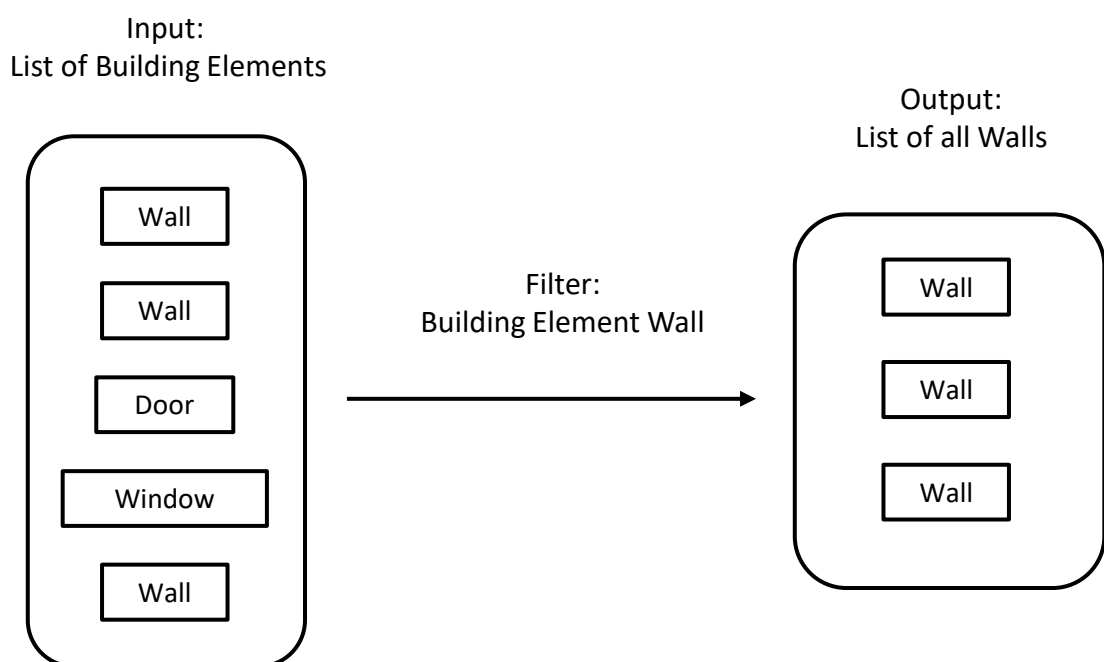 Input:
List of Building Elements
Wall
Wall
Door
Window
Wall
Filter:
Building Element Wall
Output:
List of all Walls
Wall
Wall
Wall